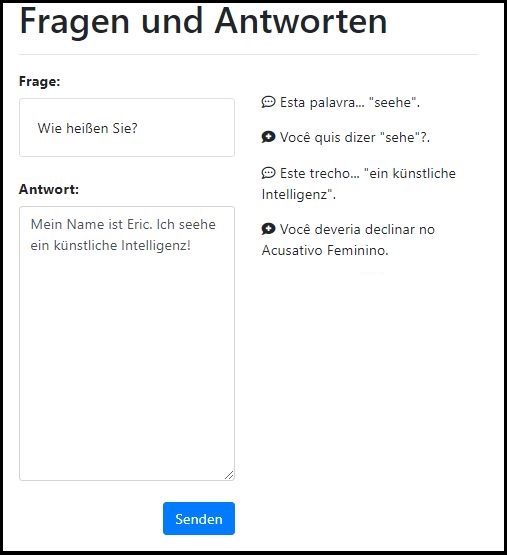 Fragen und Antworten
Frage:
Wie heißen Sie?
Antwort:
Mein Name ist Eric. Ich seehe
ein künstliche Intelligenz!
Senden
Esta palavra... "seehe".
Você quis dizer "sehe"?.
Este trecho... "ein künstliche
Intelligenz".
Você deveria declinar no
Acusativo Feminino.